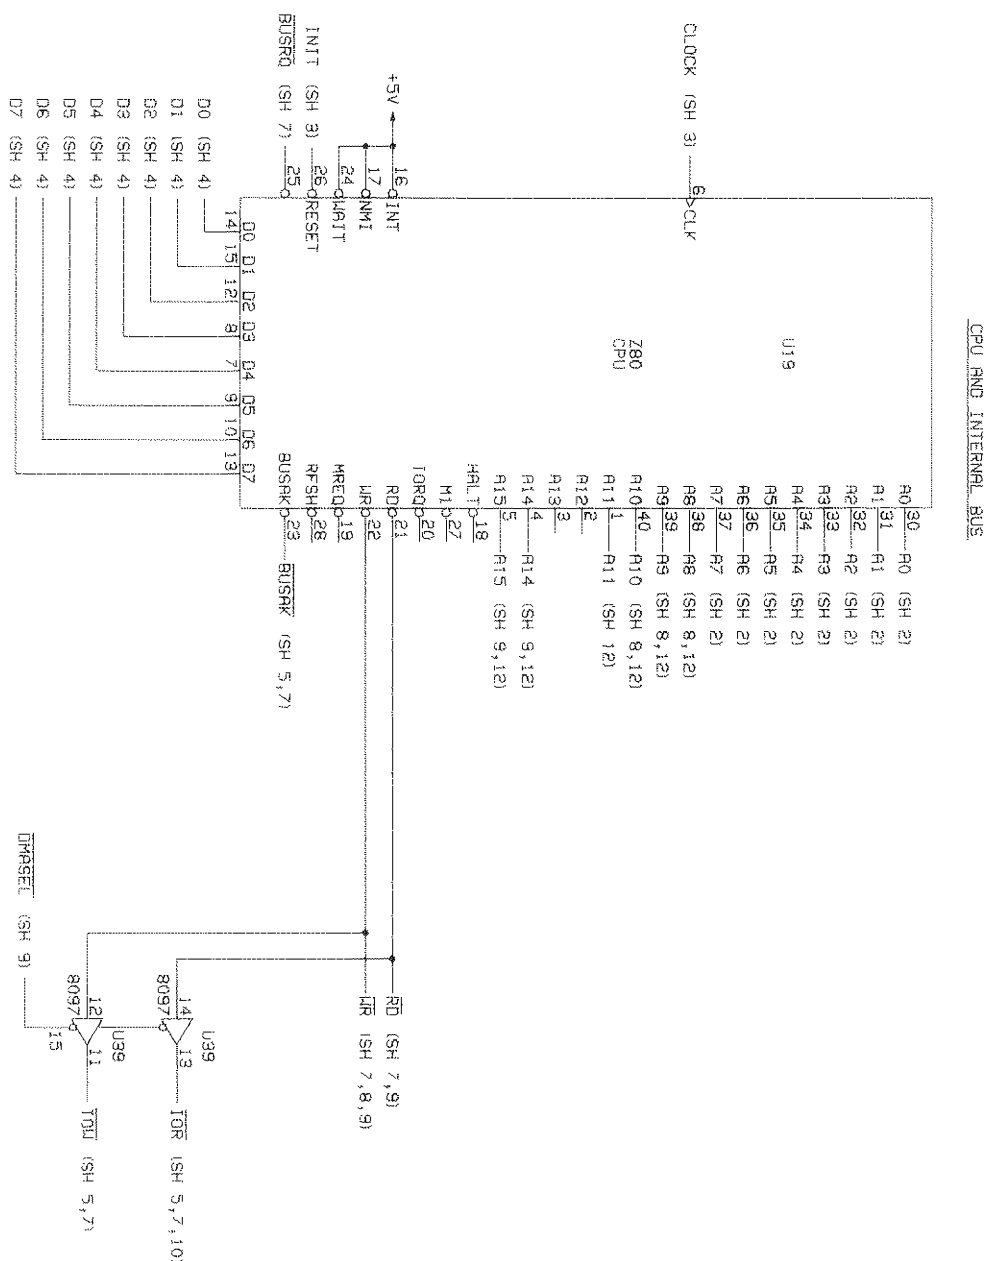 CPU AND INTERNAL BUS
CLOCK (SH 3)
6
CLK
U19
Z80
CPU
+5V
16
INT
17
NMI
24
WAIT
INIT (SH 3)
26
RESET
BUSRQ (SH 7)
25
D0 (SH 4)
14
D0
D1 (SH 4)
15
D1
D2 (SH 4)
12
D2
D3 (SH 4)
8
D3
D4 (SH 4)
7
D4
D5 (SH 4)
9
D5
D6 (SH 4)
10
D6
D7 (SH 4)
13
D7
A0 30 A0 (SH 2)
A1 31 A1 (SH 2)
A2 32 A2 (SH 2)
A3 33 A3 (SH 2)
A4 34 A4 (SH 2)
A5 35 A5 (SH 2)
A6 36 A6 (SH 2)
A7 37 A7 (SH 2)
A8 38 A8 (SH 8,12)
A9 39 A9 (SH 8,12)
A10 40 A10 (SH 8,12)
A11 1 A11 (SH 12)
A12 2
A13 3
A14 4 A14 (SH 9,12)
A15 5 A15 (SH 9,12)
HALT 18
M1 27
IORQ 20
RD 21
WR 22
MREQ 19
RFSH 28
BUSAK 23 BUSAK (SH 5,7)
RD (SH 7,9)
WR (SH 7,8,9)
14
8097
U39
13
IOR (SH 5,7,10)
12
8097
U39
11
IOW (SH 5,7)
15
DMASEL (SH 9)